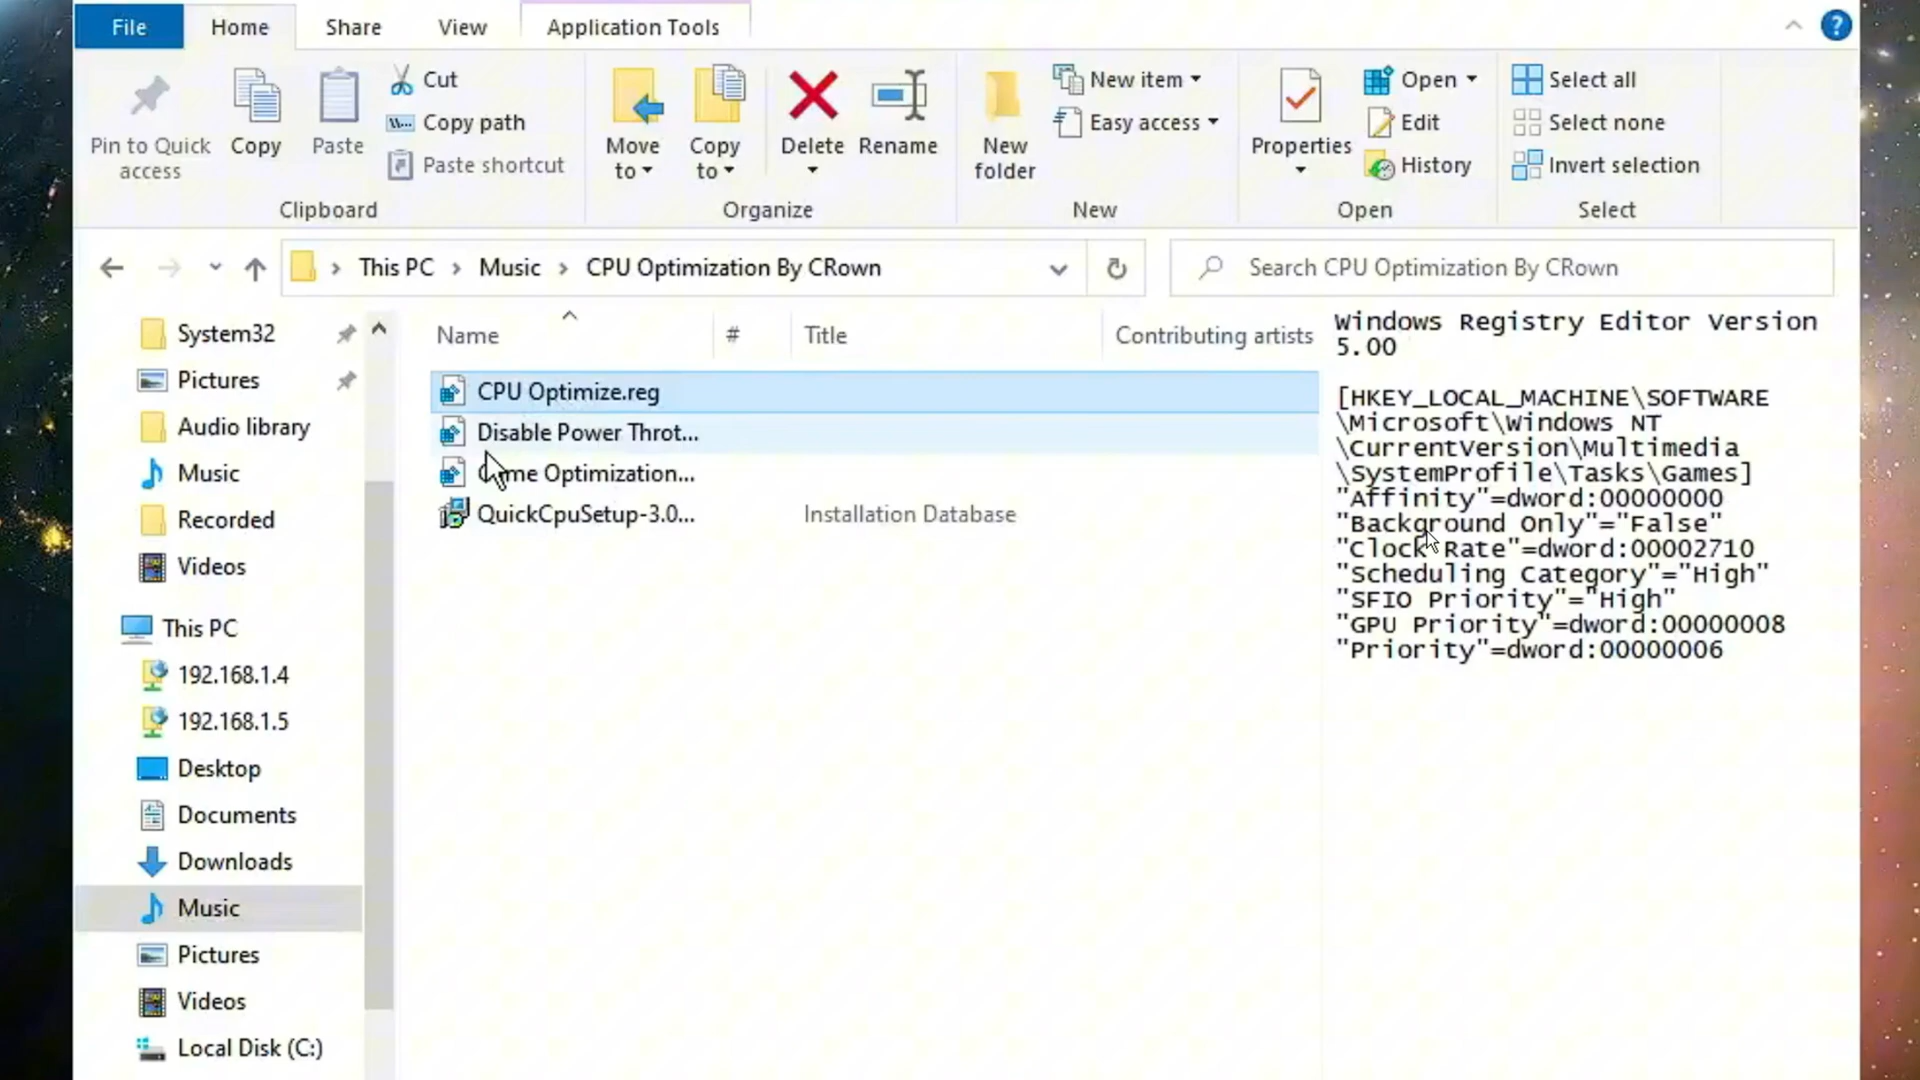 File
Home
Share
View
Application Tools
Pin to Quick
access
Copy
Paste
Cut
Copy path
Paste shortcut
Clipboard
Move
to
Copy
to
Delete
Rename
Organize
New
folder
New item
Easy access
New
Properties
Open
Edit
History
Open
Select all
Select none
Invert selection
Select
This PC > Music > CPU Optimization By CRown
Search CPU Optimization By CRown
System32
Pictures
Audio library
Music
Recorded
Videos
This PC
192.168.1.4
192.168.1.5
Desktop
Documents
Downloads
Music
Pictures
Videos
Local Disk (C:)
Name
#
Title
Contributing artists
CPU Optimize.reg
Disable Power Throt...
Optimization...
QuickCpuSetup-3.0...
Installation Database
Windows Registry Editor Version
5.00
[HKEY_LOCAL_MACHINE\SOFTWARE
\Microsoft\Windows NT
\CurrentVersion\Multimedia
\SystemProfile\Tasks\Games]
"Affinity"=dword:00000000
"Background Only"="False"
"Clock Rate"=dword:00002710
"Scheduling Category"="High"
"SFIO Priority"="High"
"GPU Priority"=dword:00000008
"Priority"=dword:00000006